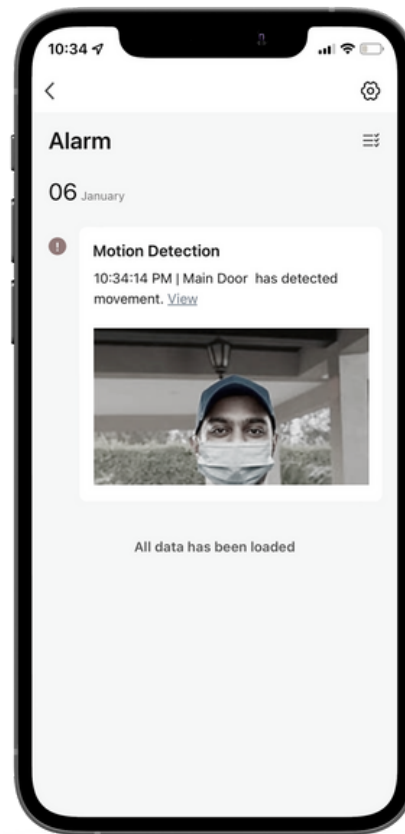 10:34
Alarm
06 January
Motion Detection
10:34:14 PM | Main Door has detected
movement. View
All data has been loaded